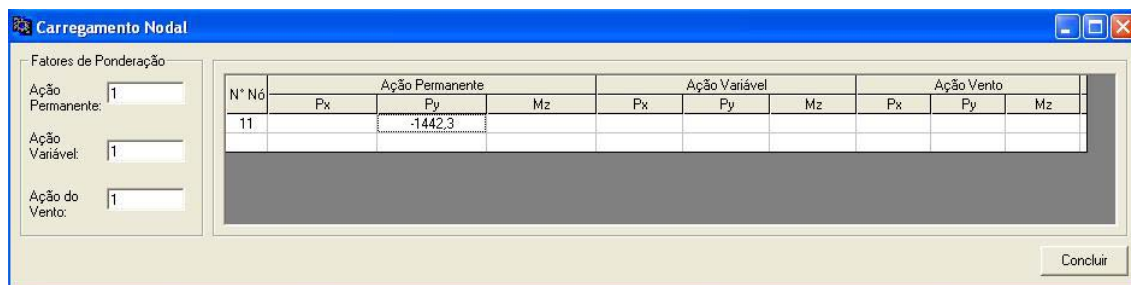 Carregamento Nodal
Fatores de Ponderação
Ação Permanente: 1
Ação Variável: 1
Ação do Vento: 1
N° Nó Ação Permanente Ação Variável Ação Vento
Px Py Mz Px Py Mz Px Py Mz
11 -1442,3
Concluir